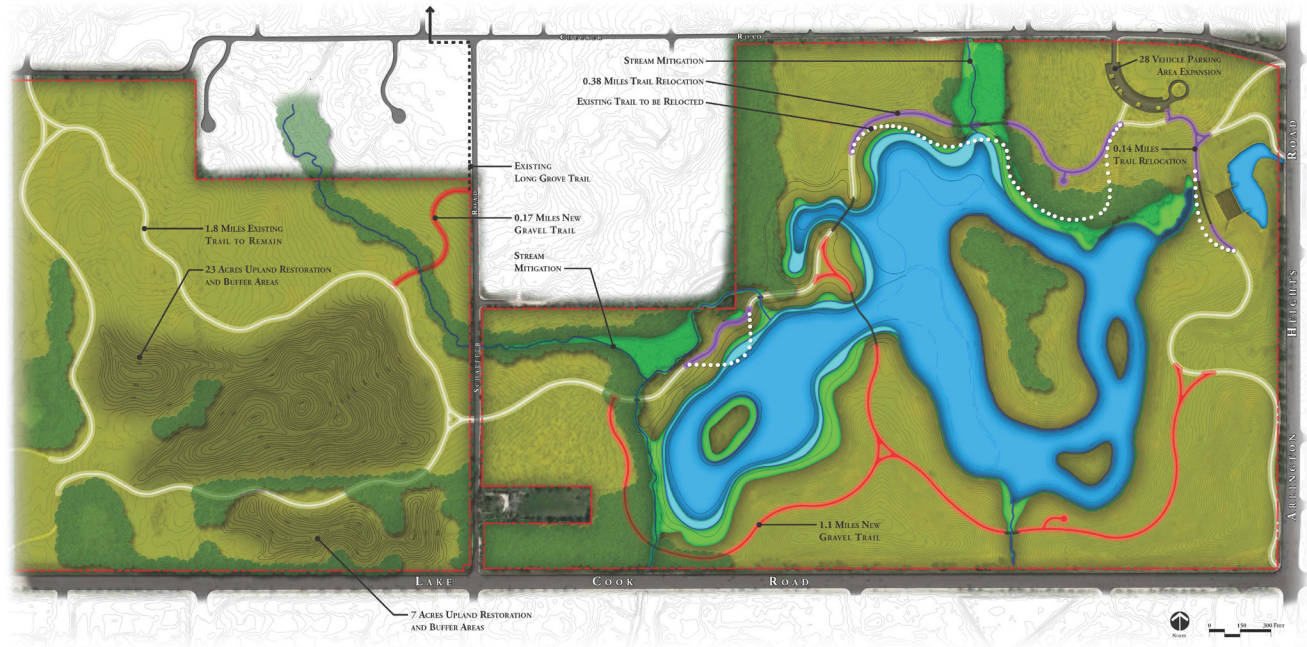 Checker Road
Stream Mitigation
0.38 Miles Trail Relocation
Existing Trail to be Relocted
28 Vehicle Parking
Area Expansion
0.14 Miles
Trail Relocation
Existing
Long Grove Trail
0.17 Miles New
Gravel Trail
Stream
Mitigation
1.8 Miles Existing
Trail to Remain
23 Acres Upland Restoration
and Buffer Areas
Schaeffer Road
Arlington Heights Road
1.1 Miles New
Gravel Trail
Lake Cook Road
7 Acres Upland Restoration
and Buffer Areas
North
0 150 300 Feet